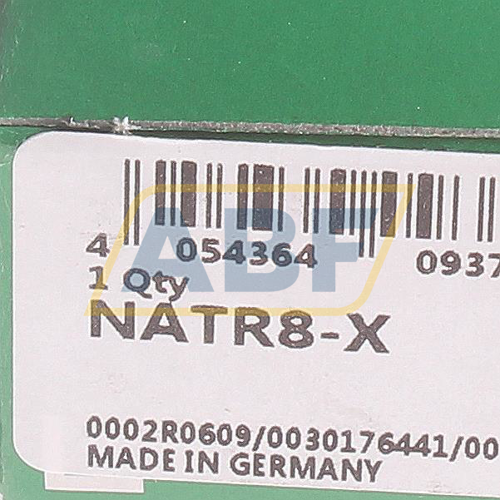 4 054364 0937
1 Qty
NATR8-X
0002R0609/0030176441/00
MADE IN GERMANY
ABF